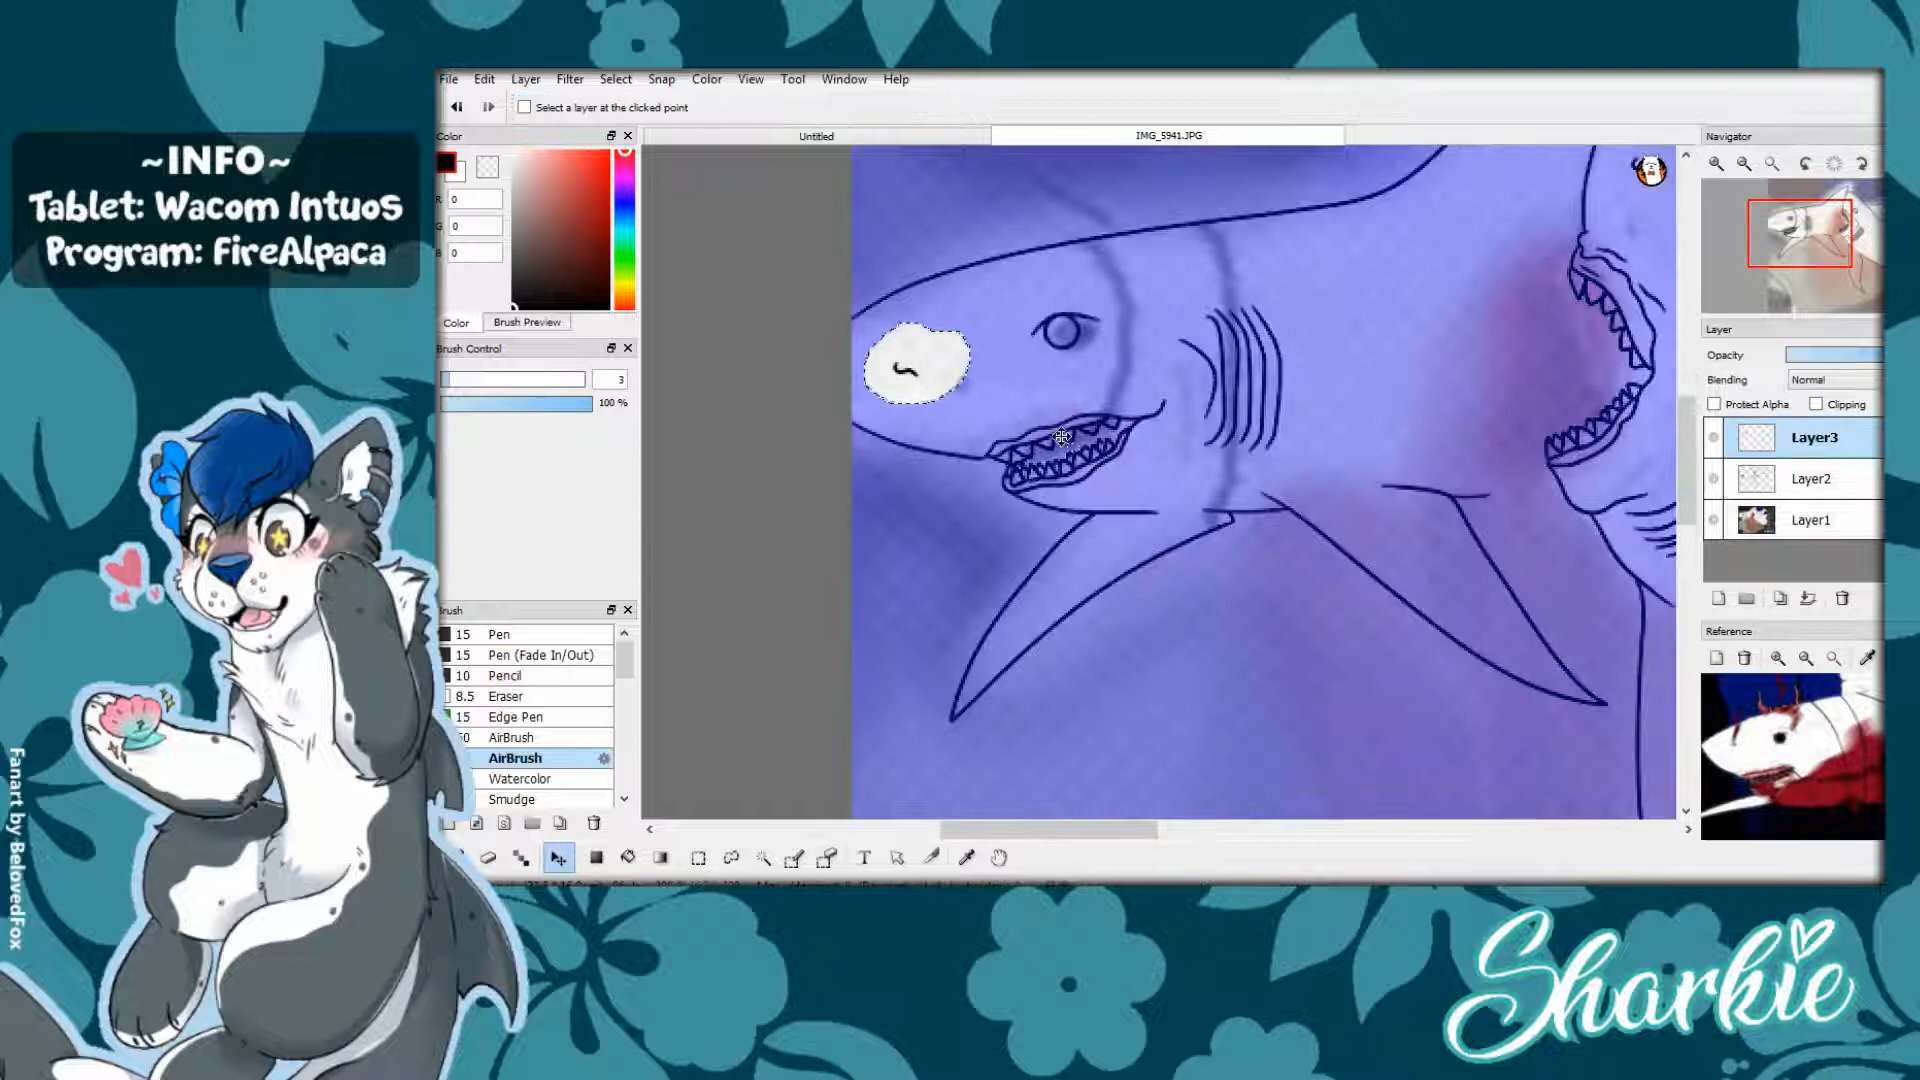 ~INFO~
Tablet: Wacom Intuos
Program: FireAlpaca
File Edit Layer Filter Select Snap Color View Tool Window Help
Select a layer at the clicked point
Color
Untitled
IMG_5941.JPG
Navigator
R 0
G 0
B 0
Color Brush Preview
Brush Control
3
100 %
Brush
15 Pen
15 Pen (Fade In/Out)
10 Pencil
8.5 Eraser
15 Edge Pen
AirBrush
AirBrush
Watercolor
Smudge
Layer
Opacity
Blending Normal
Protect Alpha Clipping
Layer3
Layer2
Layer1
Reference
T
Fanart by BelovedFox
Sharkie